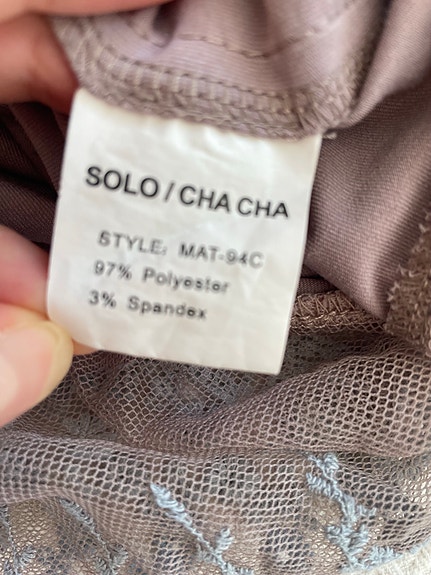 SOLO / CHA CHA
STYLE: MAT-94C
97% Polyester
3% Spandex